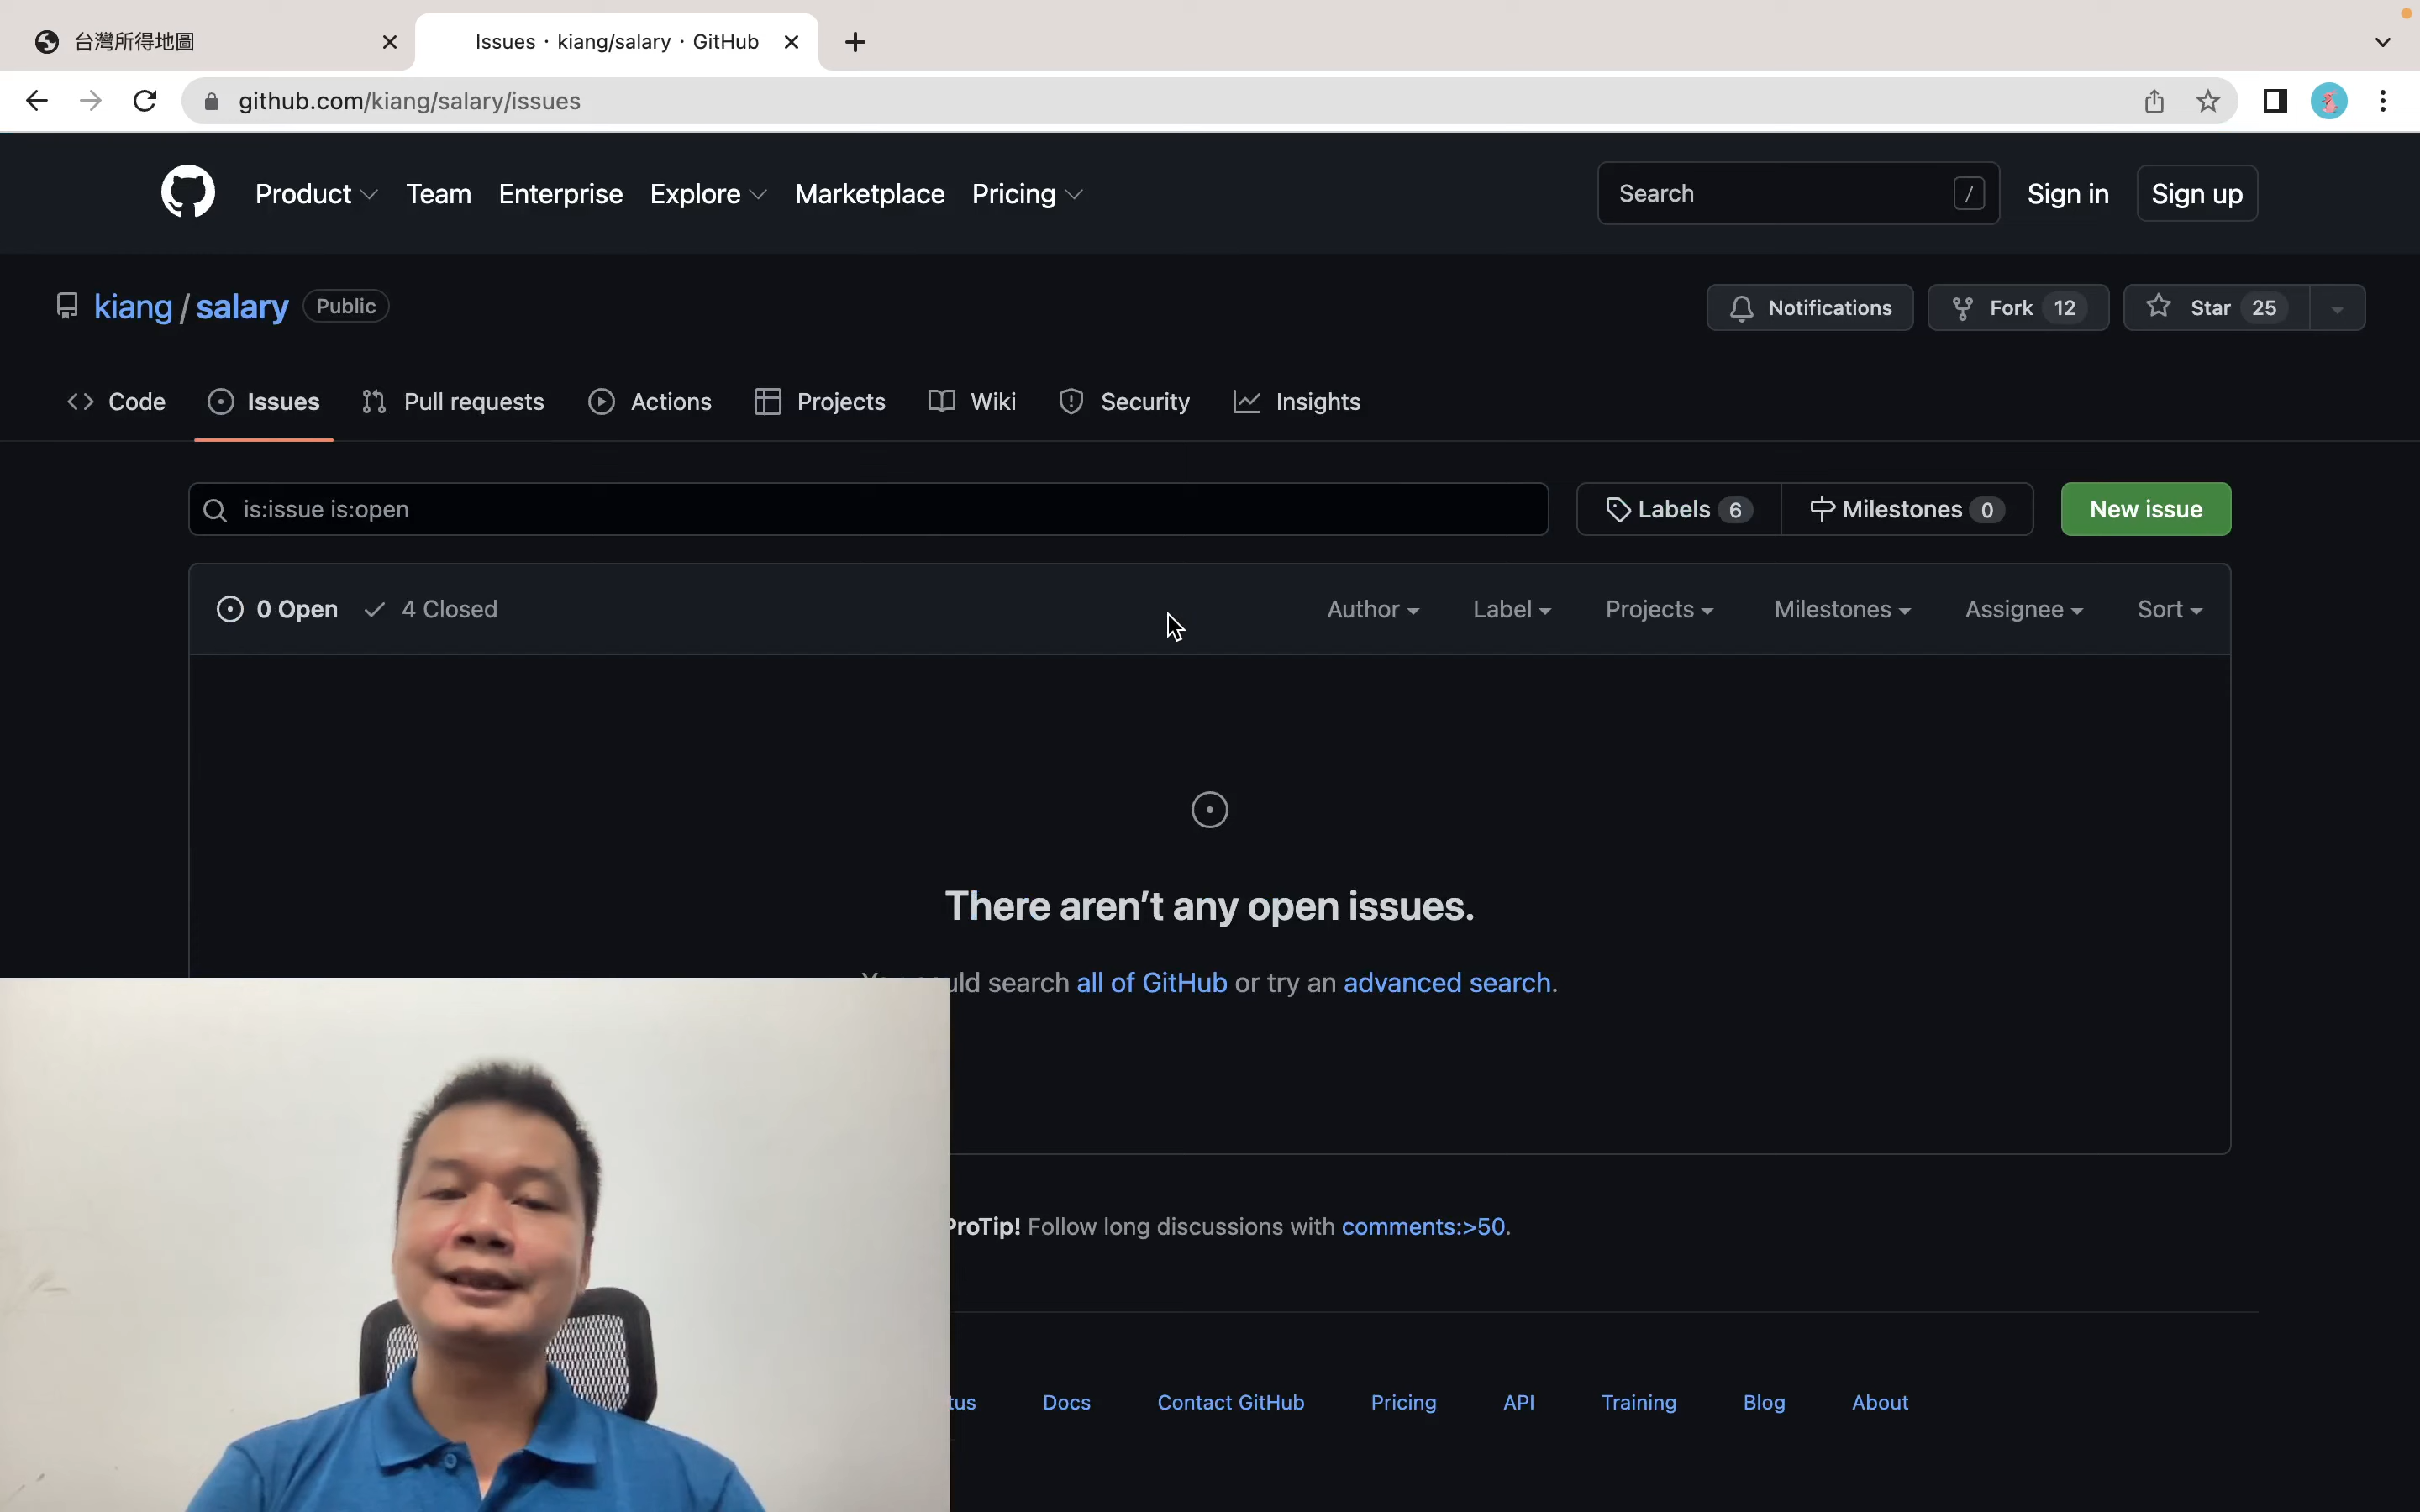 台灣所得地圖
Issues · kiang/salary · GitHub
github.com/kiang/salary/issues
Product Team Enterprise Explore Marketplace Pricing
Search /
Sign in
Sign up
kiang / salary Public
Notifications
Fork 12
Star 25
Code Issues Pull requests Actions Projects Wiki Security Insights
is:issue is:open
Labels 6
Milestones 0
New issue
0 Open 4 Closed
Author Label Projects Milestones Assignee Sort
There aren’t any open issues.
search all of GitHub or try an advanced search.
ProTip! Follow long discussions with comments:>50.
Docs Contact GitHub Pricing API Training Blog About